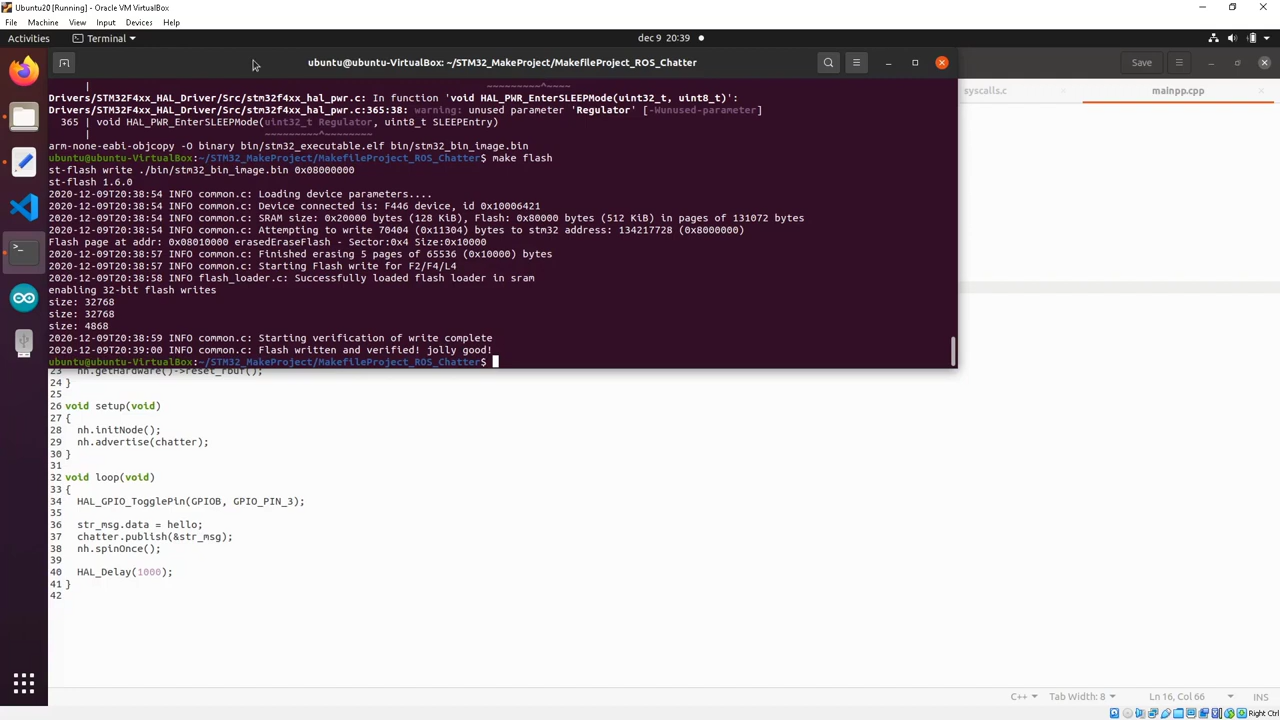 Ubuntu20 [Running] - Oracle VM VirtualBox
File Machine View Input Devices Help
Activities Terminal dec 9 20:39
ubuntu@ubuntu-VirtualBox: ~/STM32_MakeProject/MakefileProject_ROS_Chatter Save
syscalls.c mainpp.cpp
|
Drivers/STM32F4xx_HAL_Driver/Src/stm32f4xx_hal_pwr.c: In function 'void HAL_PWR_EnterSLEEPMode(uint32_t, uint8_t)':
Drivers/STM32F4xx_HAL_Driver/Src/stm32f4xx_hal_pwr.c:365:38: warning: unused parameter 'Regulator' [-Wunused-parameter]
365 | void HAL_PWR_EnterSLEEPMode(uint32_t Regulator, uint8_t SLEEPEntry)
| ~~~~~~~~~^~~~~~~~~
arm-none-eabi-objcopy -O binary bin/stm32_executable.elf bin/stm32_bin_image.bin
ubuntu@ubuntu-VirtualBox:~/STM32_MakeProject/MakefileProject_ROS_Chatter$ make flash
st-flash write ./bin/stm32_bin_image.bin 0x08000000
st-flash 1.6.0
2020-12-09T20:38:54 INFO common.c: Loading device parameters....
2020-12-09T20:38:54 INFO common.c: Device connected is: F446 device, id 0x10006421
2020-12-09T20:38:54 INFO common.c: SRAM size: 0x20000 bytes (128 KiB), Flash: 0x80000 bytes (512 KiB) in pages of 131072 bytes
2020-12-09T20:38:54 INFO common.c: Attempting to write 70404 (0x11304) bytes to stm32 address: 134217728 (0x8000000)
Flash page at addr: 0x08010000 erasedEraseFlash - Sector:0x4 Size:0x10000
2020-12-09T20:38:57 INFO common.c: Finished erasing 5 pages of 65536 (0x10000) bytes
2020-12-09T20:38:57 INFO common.c: Starting Flash write for F2/F4/L4
2020-12-09T20:38:58 INFO flash_loader.c: Successfully loaded flash loader in sram
enabling 32-bit flash writes
size: 32768
size: 32768
size: 4868
2020-12-09T20:38:59 INFO common.c: Starting verification of write complete
2020-12-09T20:39:00 INFO common.c: Flash written and verified! jolly good!
ubuntu@ubuntu-VirtualBox:~/STM32_MakeProject/MakefileProject_ROS_Chatter$
23 nh.getHardware()->reset_rbuf();
24 }
25
26 void setup(void)
27 {
28 nh.initNode();
29 nh.advertise(chatter);
30 }
31
32 void loop(void)
33 {
34 HAL_GPIO_TogglePin(GPIOB, GPIO_PIN_3);
35
36 str_msg.data = hello;
37 chatter.publish(&str_msg);
38 nh.spinOnce();
39
40 HAL_Delay(1000);
41 }
42
C++ Tab Width: 8 Ln 16, Col 66 INS
Right Ctrl